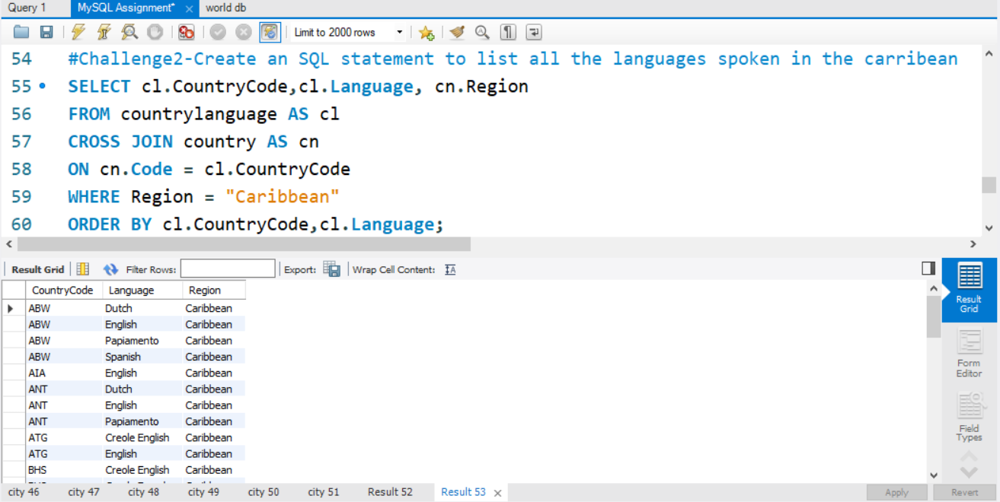 Query 1 MySQL Assignment* × world db
Limit to 2000 rows
54 #Challenge2-Create an SQL statement to list all the languages spoken in the carribean
55 SELECT cl.CountryCode,cl.Language, cn.Region
56 FROM countrylanguage AS cl
57 CROSS JOIN country AS cn
58 ON cn.Code = cl.CountryCode
59 WHERE Region = "Caribbean"
60 ORDER BY cl.CountryCode,cl.Language;
Result Grid Filter Rows: Export: Wrap Cell Content: IA
CountryCode Language Region
ABW Dutch Caribbean
ABW English Caribbean
ABW Papiamento Caribbean
ABW Spanish Caribbean
AIA English Caribbean
ANT Dutch Caribbean
ANT English Caribbean
ANT Papiamento Caribbean
ATG Creole English Caribbean
ATG English Caribbean
BHS Creole English Caribbean
Result
Grid
Form
Editor
Field
Types
city 46 city 47 city 48 city 49 city 50 city 51 Result 52 Result 53 × Apply Revert